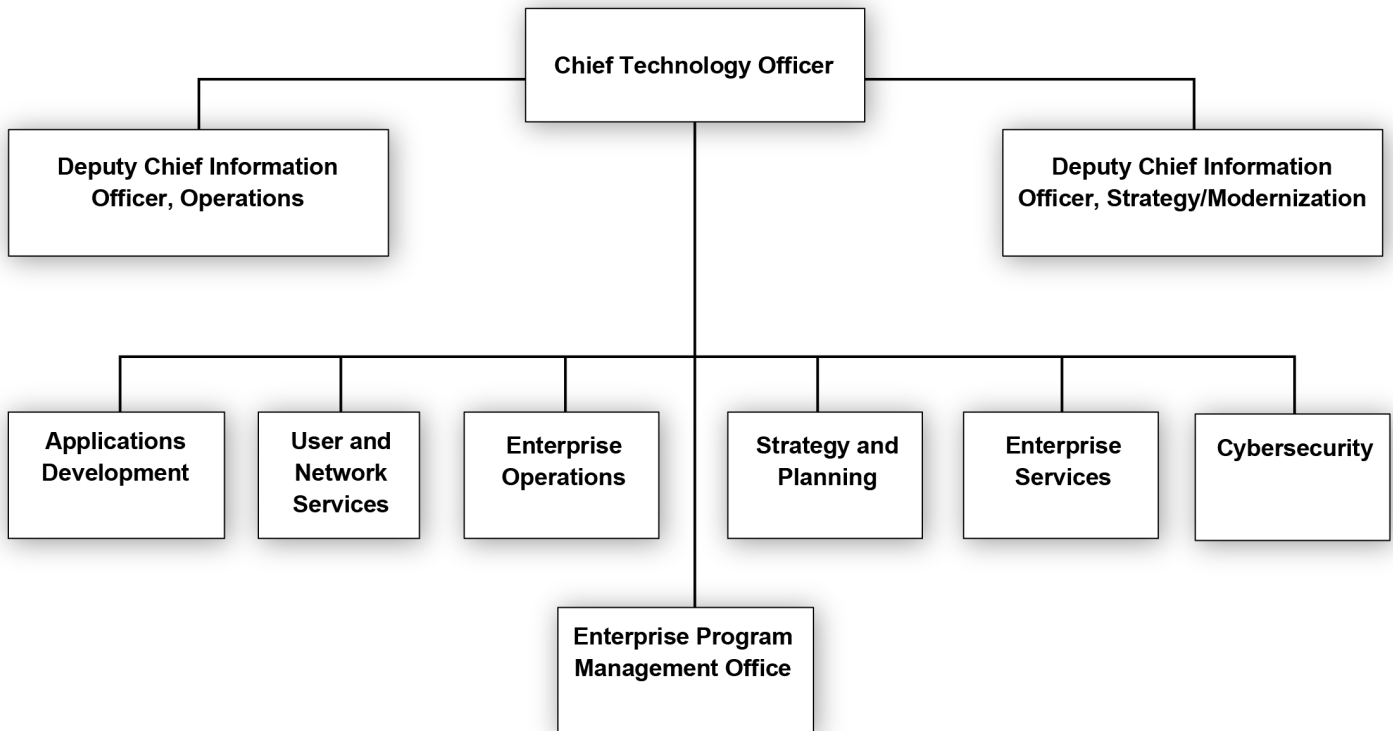 Chief Technology Officer
Deputy Chief Information
Officer, Operations
Deputy Chief Information
Officer, Strategy/Modernization
Applications
Development
User and
Network
Services
Enterprise
Operations
Strategy and
Planning
Enterprise
Services
Cybersecurity
Enterprise Program
Management Office